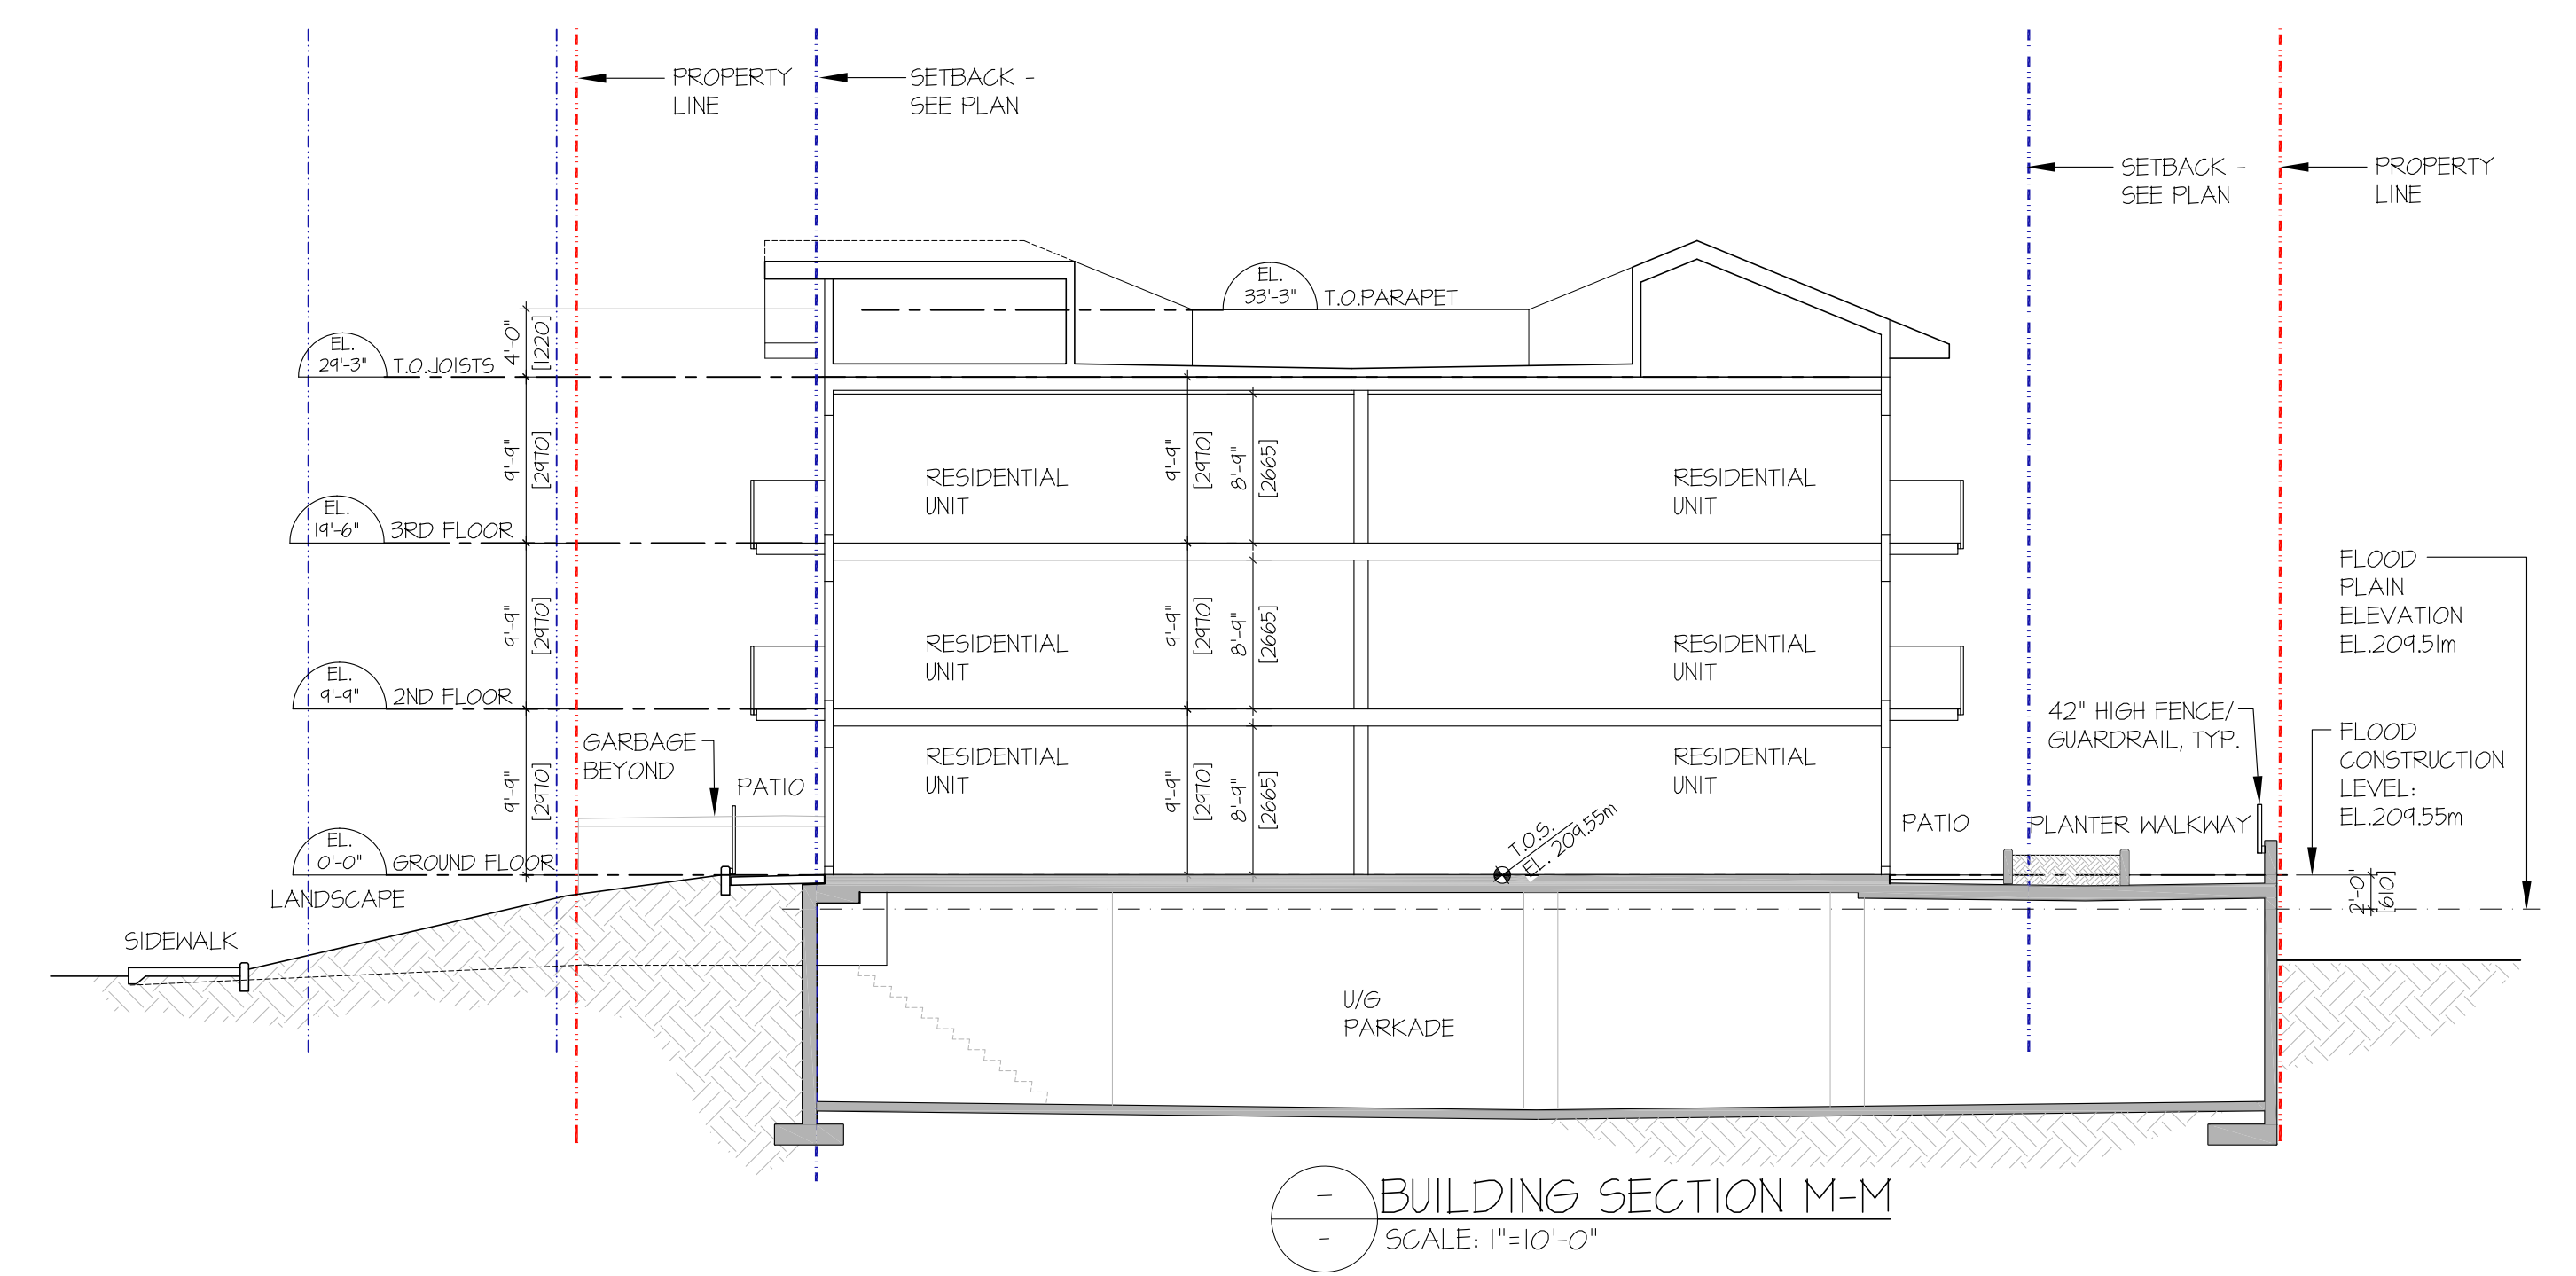 PROPERTY
LINE
SETBACK -
SEE PLAN
SETBACK -
SEE PLAN
PROPERTY
LINE
EL.
33'-3"
T.O.PARAPET
EL.
29'-3"
T.O.JOISTS
4'-0"
[1220]
9'-9"
[2970]
9'-9"
[2970]
8'-9"
[2665]
RESIDENTIAL
UNIT
RESIDENTIAL
UNIT
EL.
19'-6"
3RD FLOOR
FLOOD
PLAIN
ELEVATION
EL.209.51m
9'-9"
[2970]
9'-9"
[2970]
8'-9"
[2665]
RESIDENTIAL
UNIT
RESIDENTIAL
UNIT
EL.
9'-9"
2ND FLOOR
42" HIGH FENCE/
GUARDRAIL, TYP.
FLOOD
CONSTRUCTION
LEVEL:
EL.209.55m
GARBAGE
BEYOND
PATIO
9'-9"
[2970]
RESIDENTIAL
UNIT
9'-9"
[2970]
8'-9"
[2665]
RESIDENTIAL
UNIT
T.O.S.
EL. 209.55m
PATIO
PLANTER
WALKWAY
EL.
0'-0"
GROUND FLOOR
LANDSCAPE
2'-0"
[610]
SIDEWALK
U/G
PARKADE
-
-
BUILDING SECTION M-M
SCALE: 1"=10'-0"